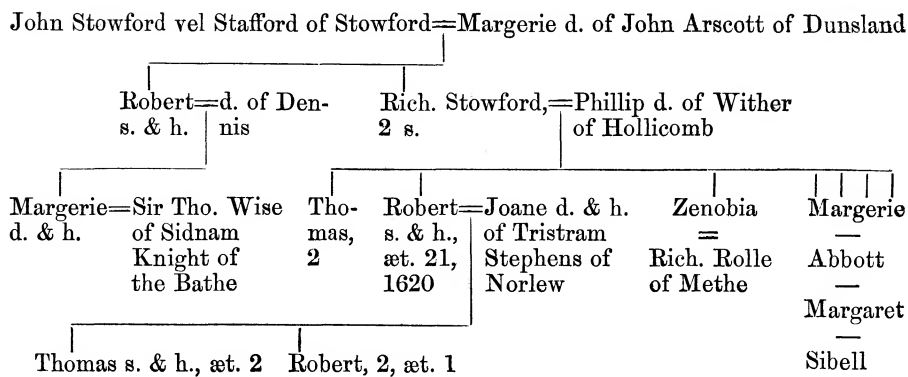 John Stowford vel Stafford of Stowford=Margerie d. of John Arscott of Dunsland
Robert=d. of Den-
s. & h. nis
Rich. Stowford,=Phillip d. of Wither
2 s. of Hollicomb
Margerie=Sir Tho. Wise
d. & h. of Sidnam
Knight of
the Bathe
Tho-
mas,
2
Robert=Joane d. & h.
s. & h., of Tristram
æt. 21, Stephens of
1620 Norlew
Zenobia
=
Rich. Rolle
of Methe
Margerie
—
Abbott
—
Margaret
—
Sibell
Thomas s. & h., æt. 2
Robert, 2, æt. 1